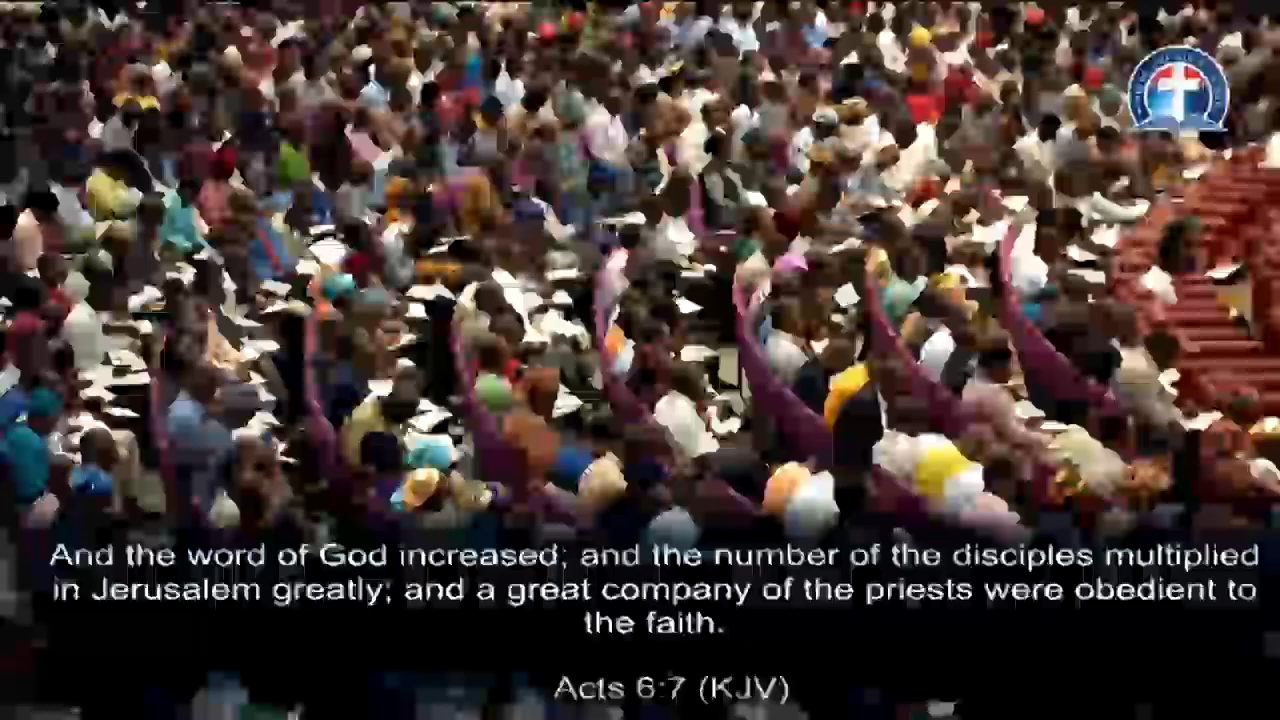 And the word of God increased; and the number of the disciples multiplied
in Jerusalem greatly; and a great company of the priests were obedient to
the faith.
Acts 6:7 (KJV)